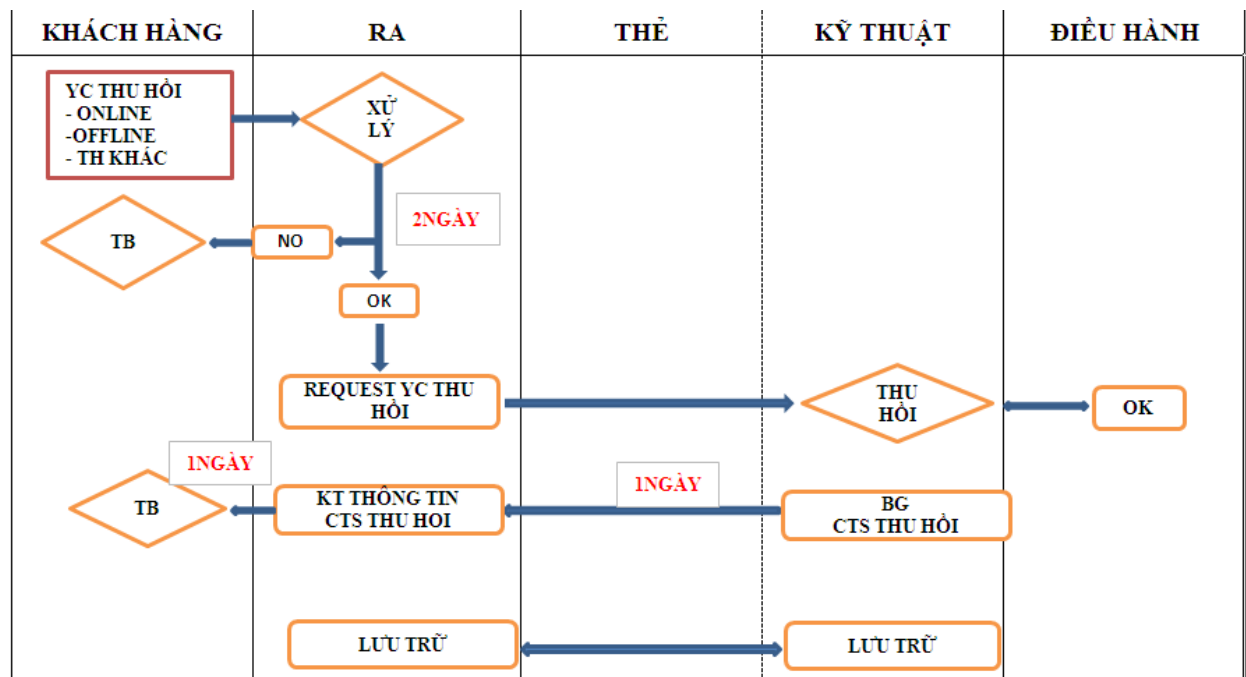 KHÁCH HÀNG
RA
THẺ
KỸ THUẬT
ĐIỀU HÀNH
YC THU HỒI
- ONLINE
-OFFLINE
- TH KHÁC
XỬ
LÝ
2NGÀY
TB
NO
OK
REQUEST YC THU
HỒI
THU
HỒI
OK
1NGÀY
TB
KT THÔNG TIN
CTS THU HOI
1NGÀY
BG
CTS THU HỒI
LƯU TRỮ
LƯU TRỮ